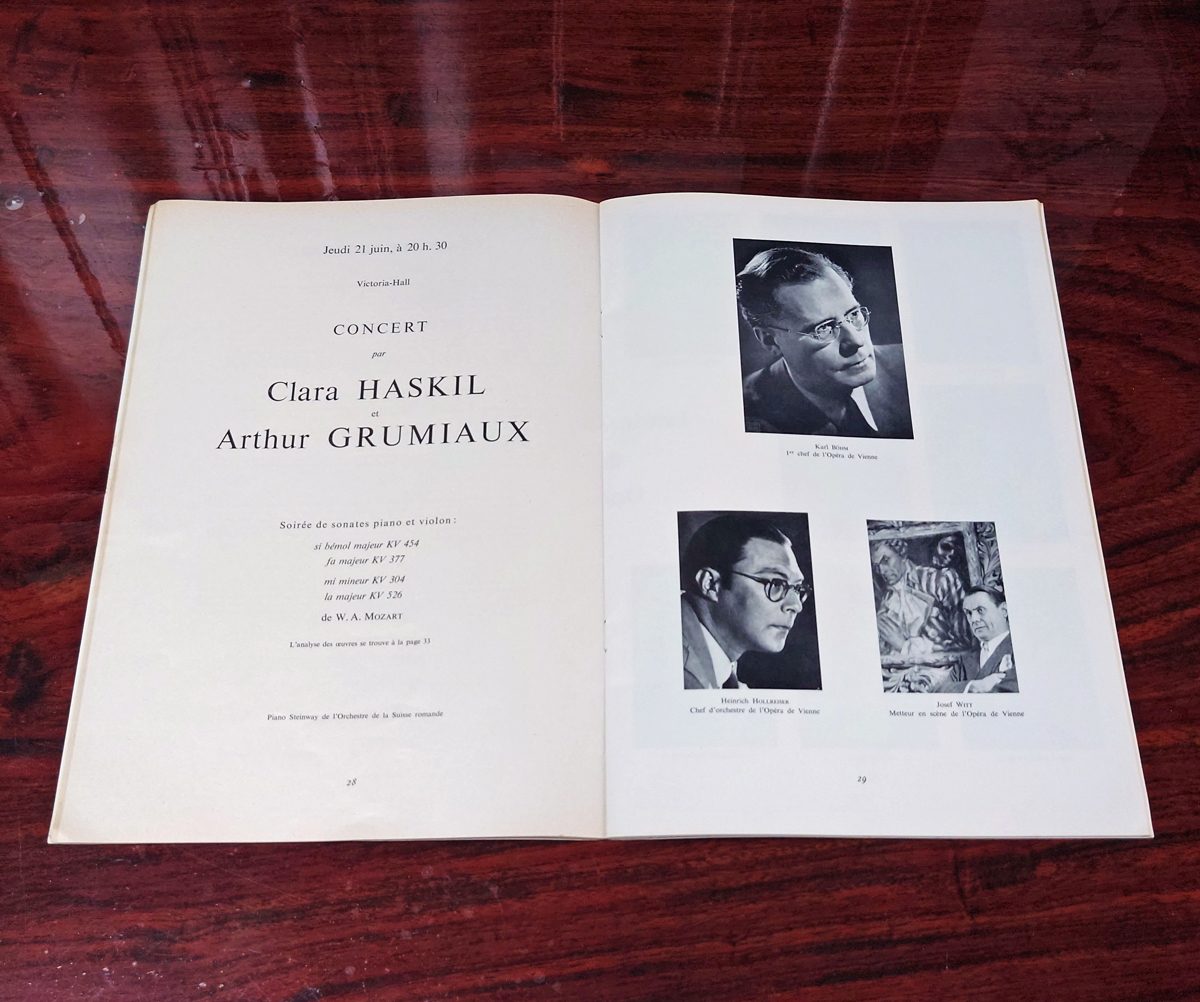 Jeudi 21 juin, à 20 h. 30
Victoria-Hall
CONCERT
par
Clara HASKIL
et
Arthur GRUMIAUX
Soirée de sonates piano et violon :
si bémol majeur KV 454
fa majeur KV 377
mi mineur KV 304
la majeur KV 526
de W. A. MOZART
L'analyse des œuvres se trouve à la page 33
Piano Steinway de l'Orchestre de la Suisse romande
28
Karl BÖHM
1er chef de l'Opéra de Vienne
Heinrich HOLLREISER
Chef d'orchestre de l'Opéra de Vienne
Josef WITT
Metteur en scène de l'Opéra de Vienne
29